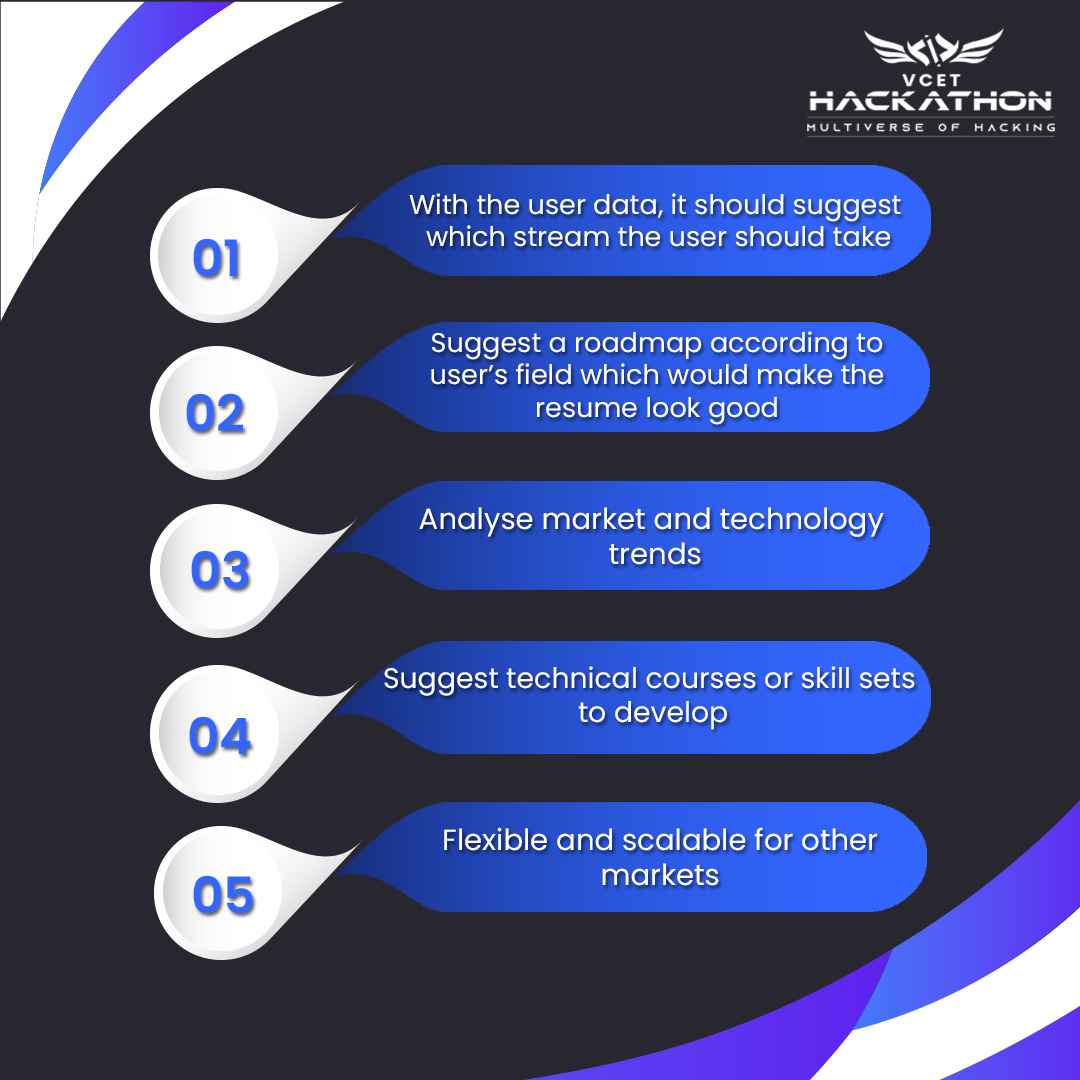 VCET
HACKATHON
MULTIVERSE OF HACKING
01
With the user data, it should suggest
which stream the user should take
02
Suggest a roadmap according to
user’s field which would make the
resume look good
03
Analyse market and technology
trends
04
Suggest technical courses or skill sets
to develop
05
Flexible and scalable for other
markets